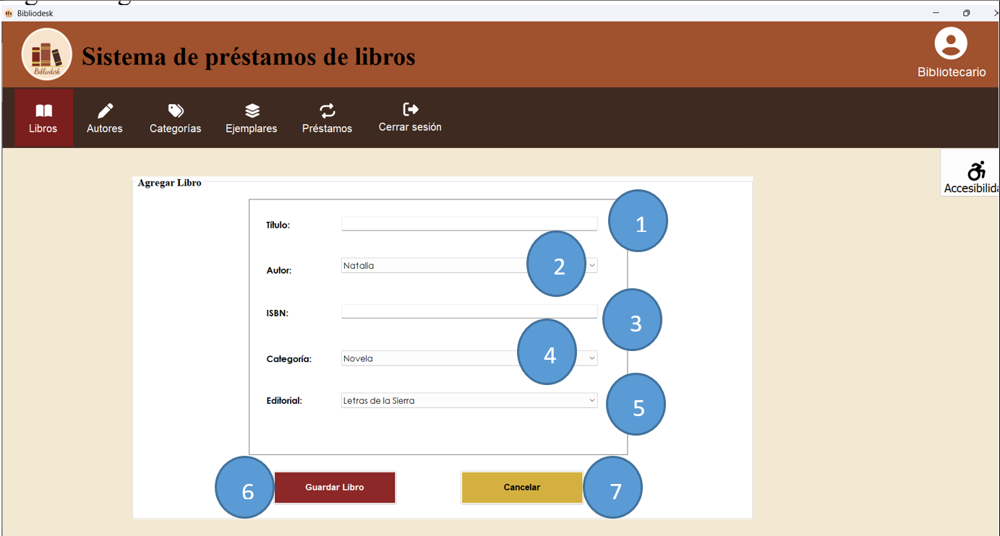 Bibliodesk
Bibliodesk
Sistema de préstamos de libros
Bibliotecario
Libros
Autores
Categorías
Ejemplares
Préstamos
Cerrar sesión
Accesibilida
Agregar Libro
Título:
1
Autor:
Natalia
2
ISBN:
3
Categoría:
Novela
4
Editorial:
Letras de la Sierra
5
6
Guardar Libro
Cancelar
7